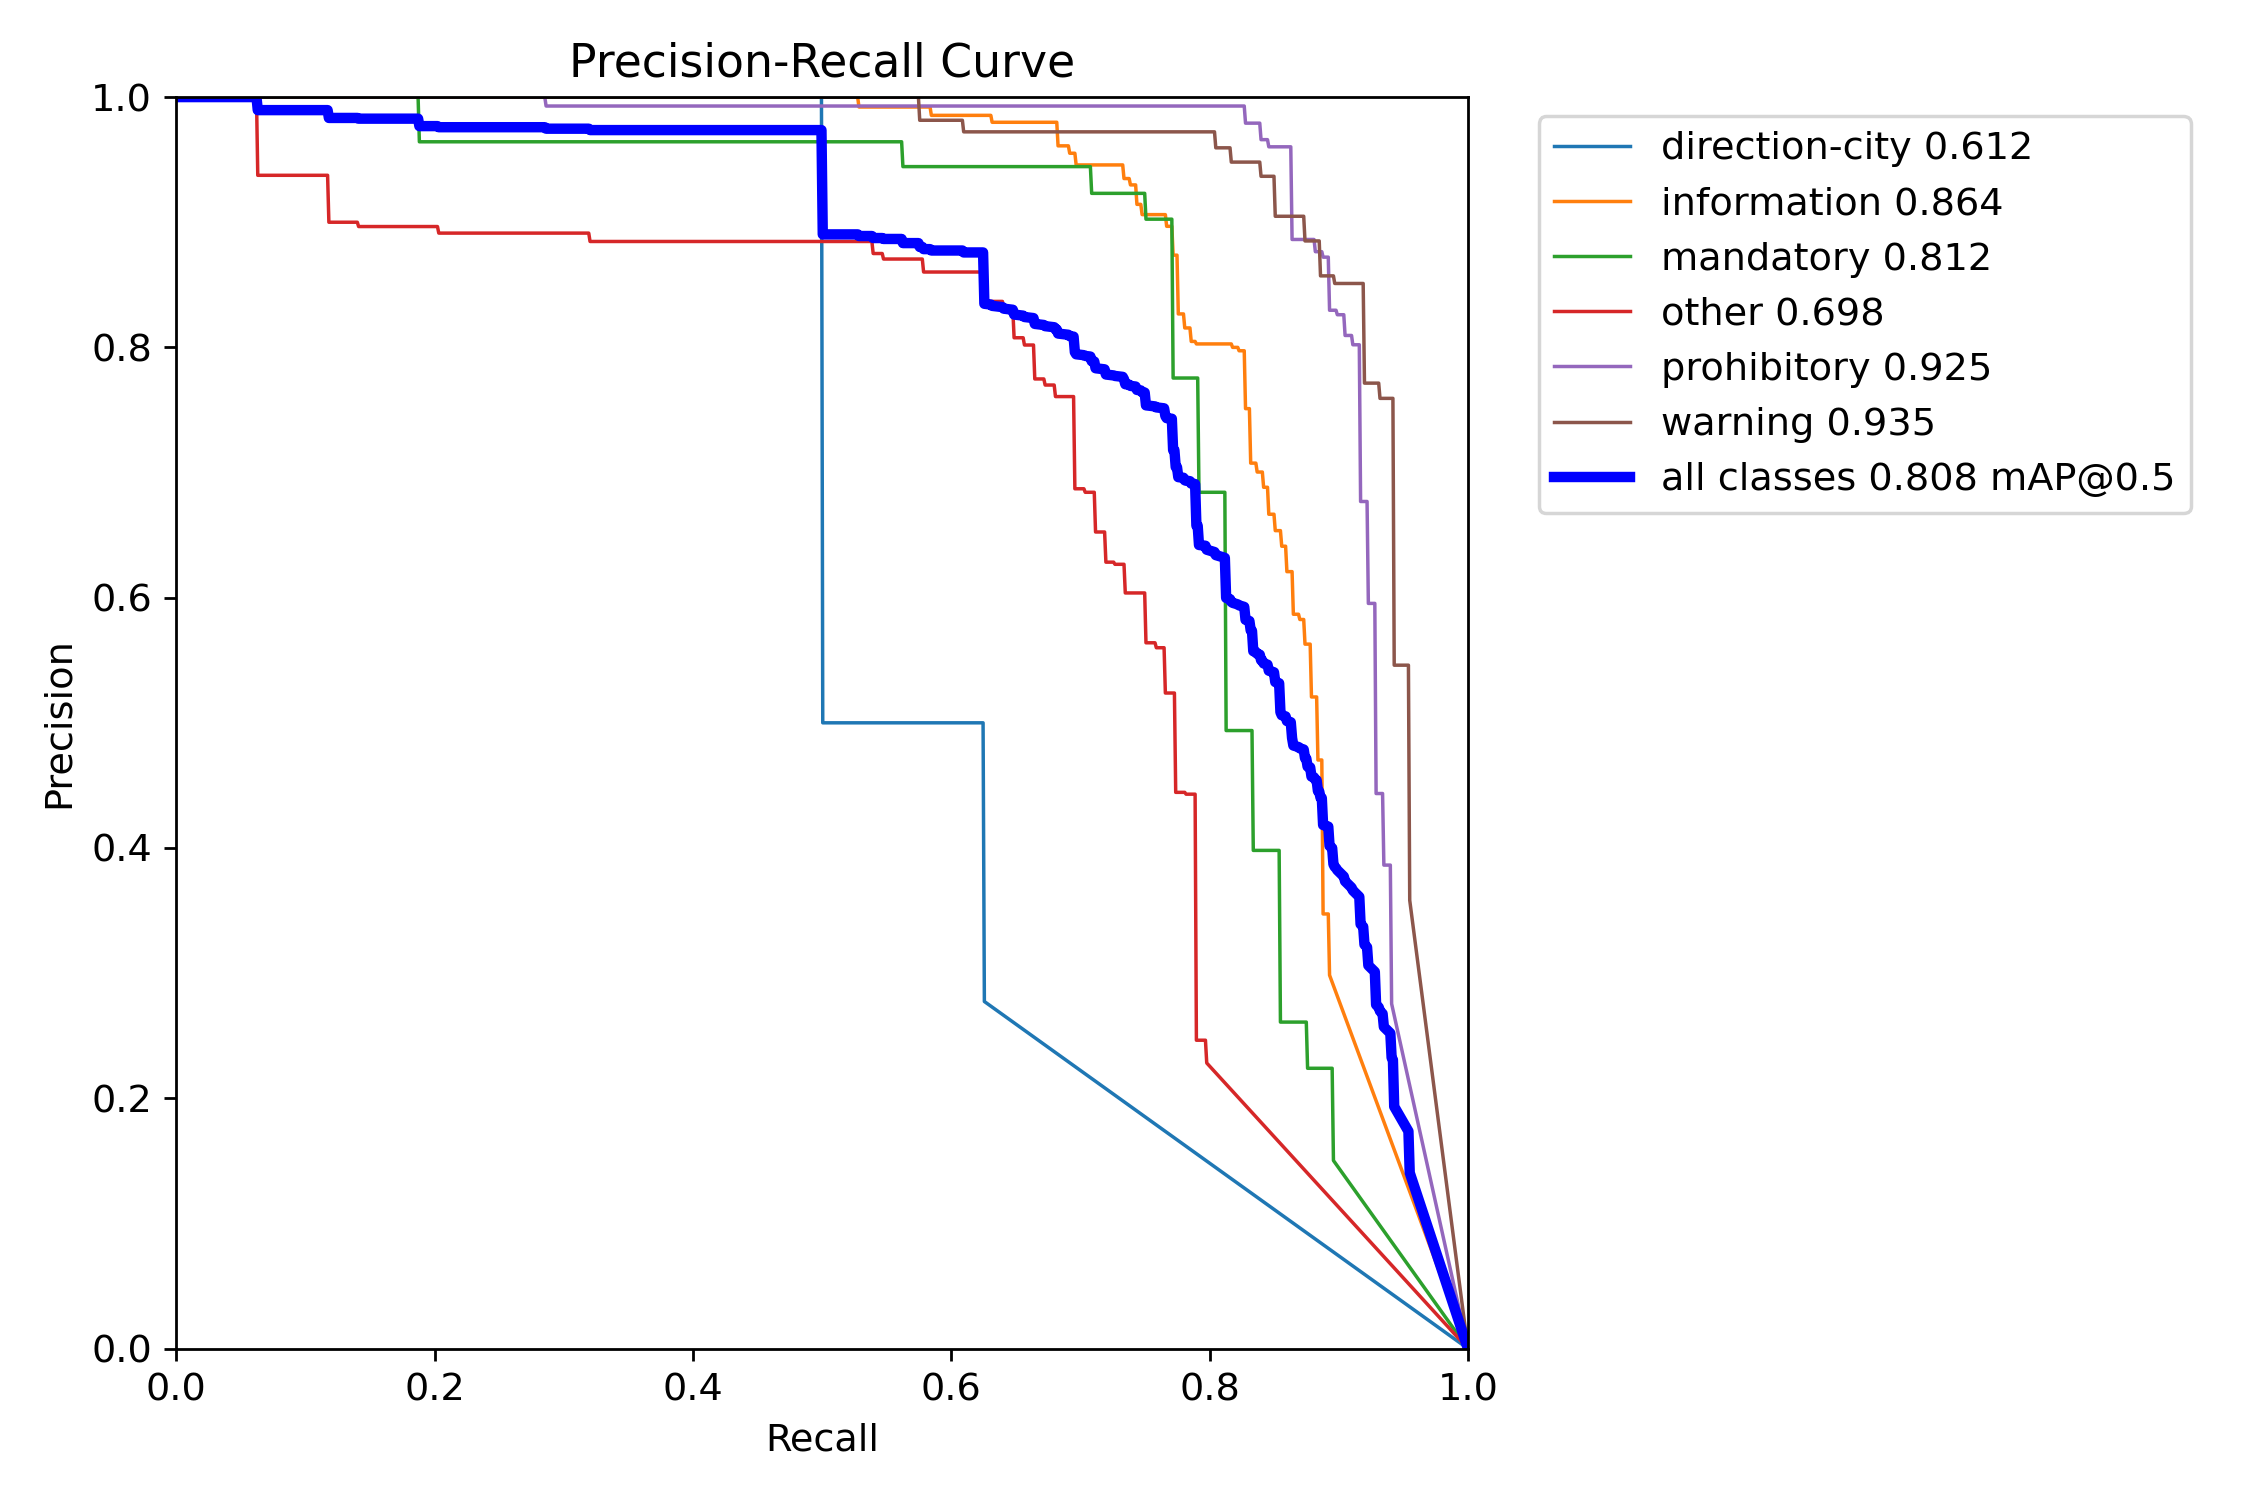 Precision-Recall Curve
1.0
0.8
0.6
0.4
0.2
0.0
Precision
0.0 0.2 0.4 0.6 0.8 1.0
Recall
direction-city 0.612
information 0.864
mandatory 0.812
other 0.698
prohibitory 0.925
warning 0.935
all classes 0.808 mAP@0.5